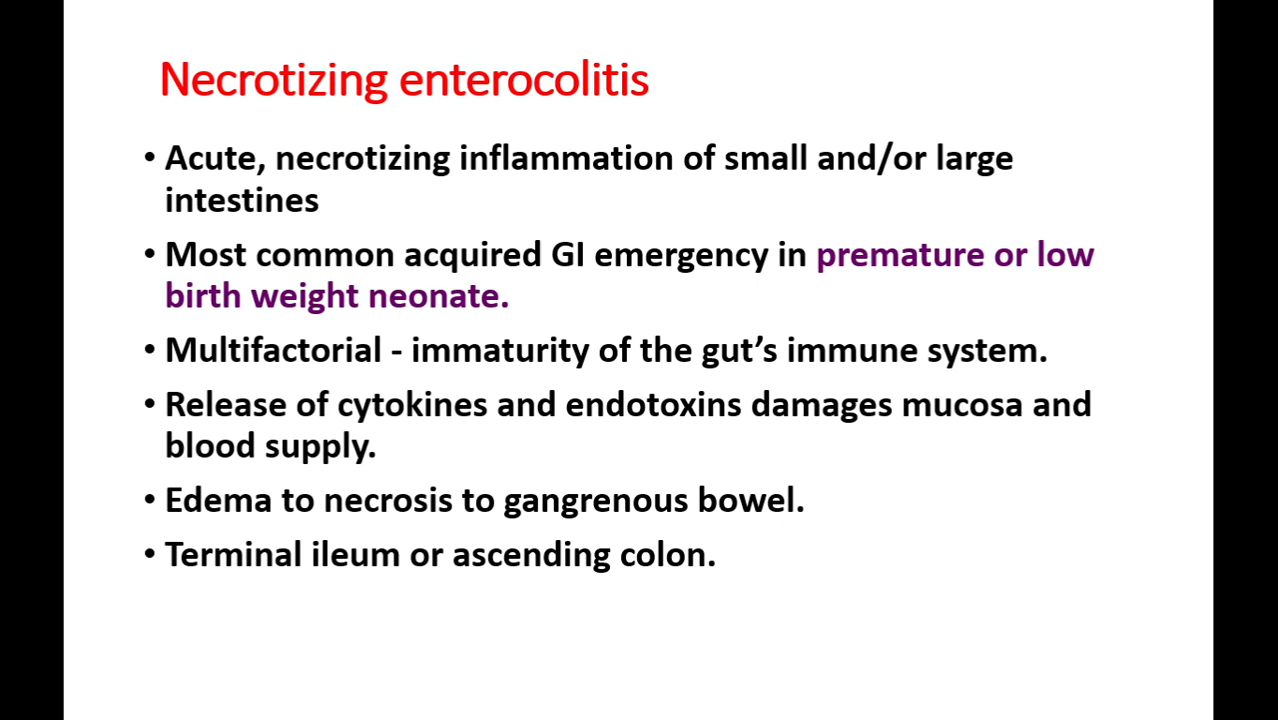 Necrotizing enterocolitis
• Acute, necrotizing inflammation of small and/or large
intestines
• Most common acquired GI emergency in premature or low
birth weight neonate.
• Multifactorial - immaturity of the gut’s immune system.
• Release of cytokines and endotoxins damages mucosa and
blood supply.
• Edema to necrosis to gangrenous bowel.
• Terminal ileum or ascending colon.